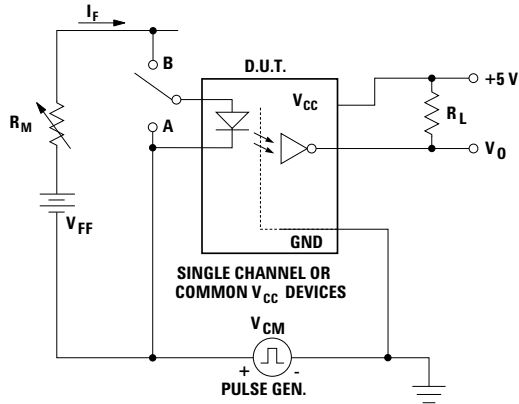 I_F
B
D.U.T.
+5 V
V_CC
R_M
A
R_L
V_O
V_FF
GND
SINGLE CHANNEL OR
COMMON V_CC DEVICES
V_CM
+ -
PULSE GEN.